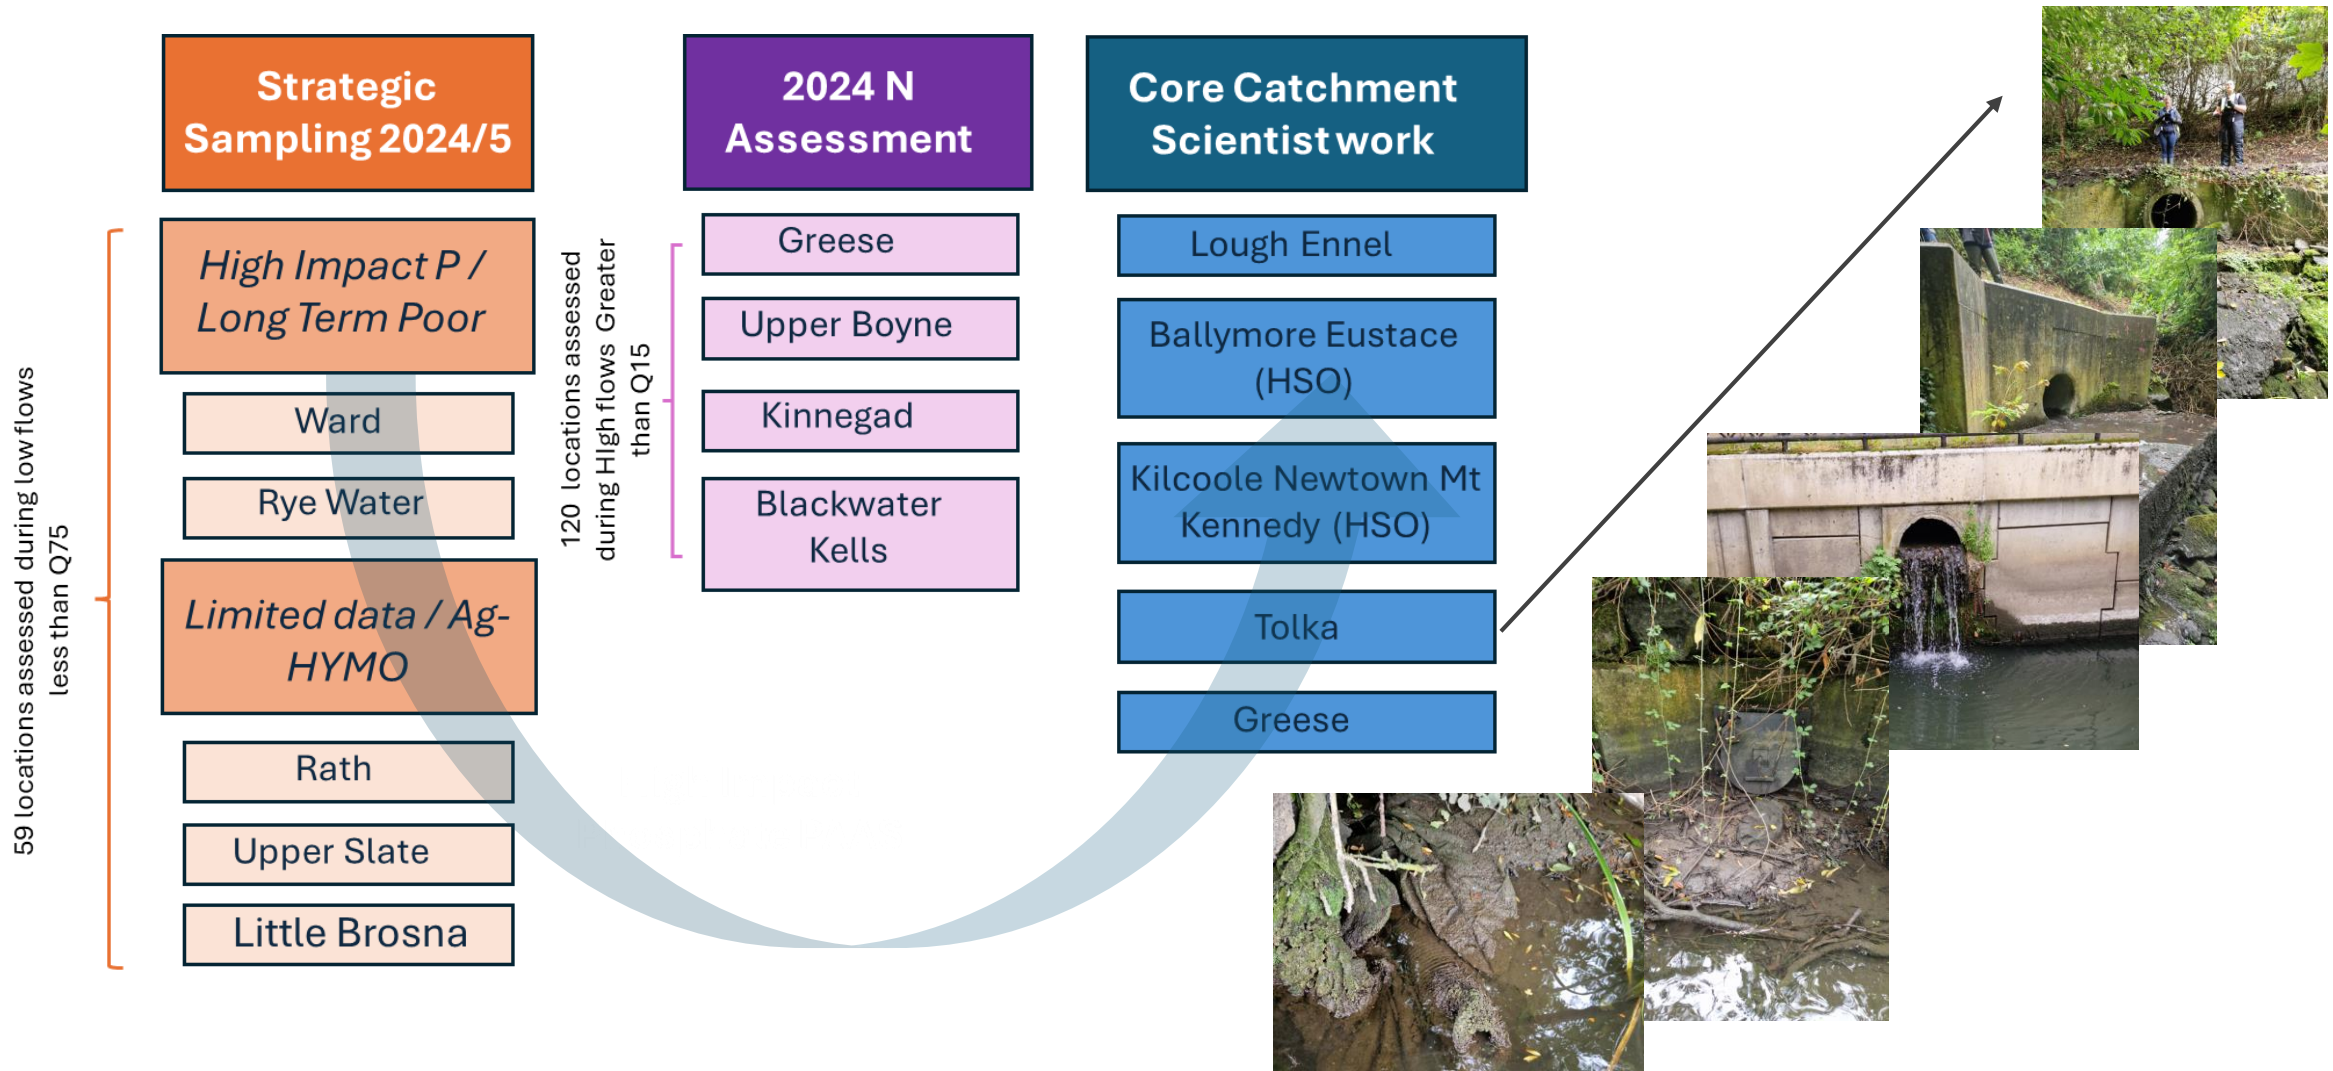 Strategic
Sampling 2024/5
59 locations assessed during low flows
less than Q75
High Impact P /
Long Term Poor
Ward
Rye Water
Limited data / Ag-
HYMO
Rath
Upper Slate
Little Brosna
2024 N
Assessment
120 locations assessed
during HIgh flows Greater
than Q15
Greese
Upper Boyne
Kinnegad
Blackwater
Kells
Core Catchment
Scientist work
Lough Ennel
Ballymore Eustace
(HSO)
Kilcoole Newtown Mt
Kennedy (HSO)
Tolka
Greese